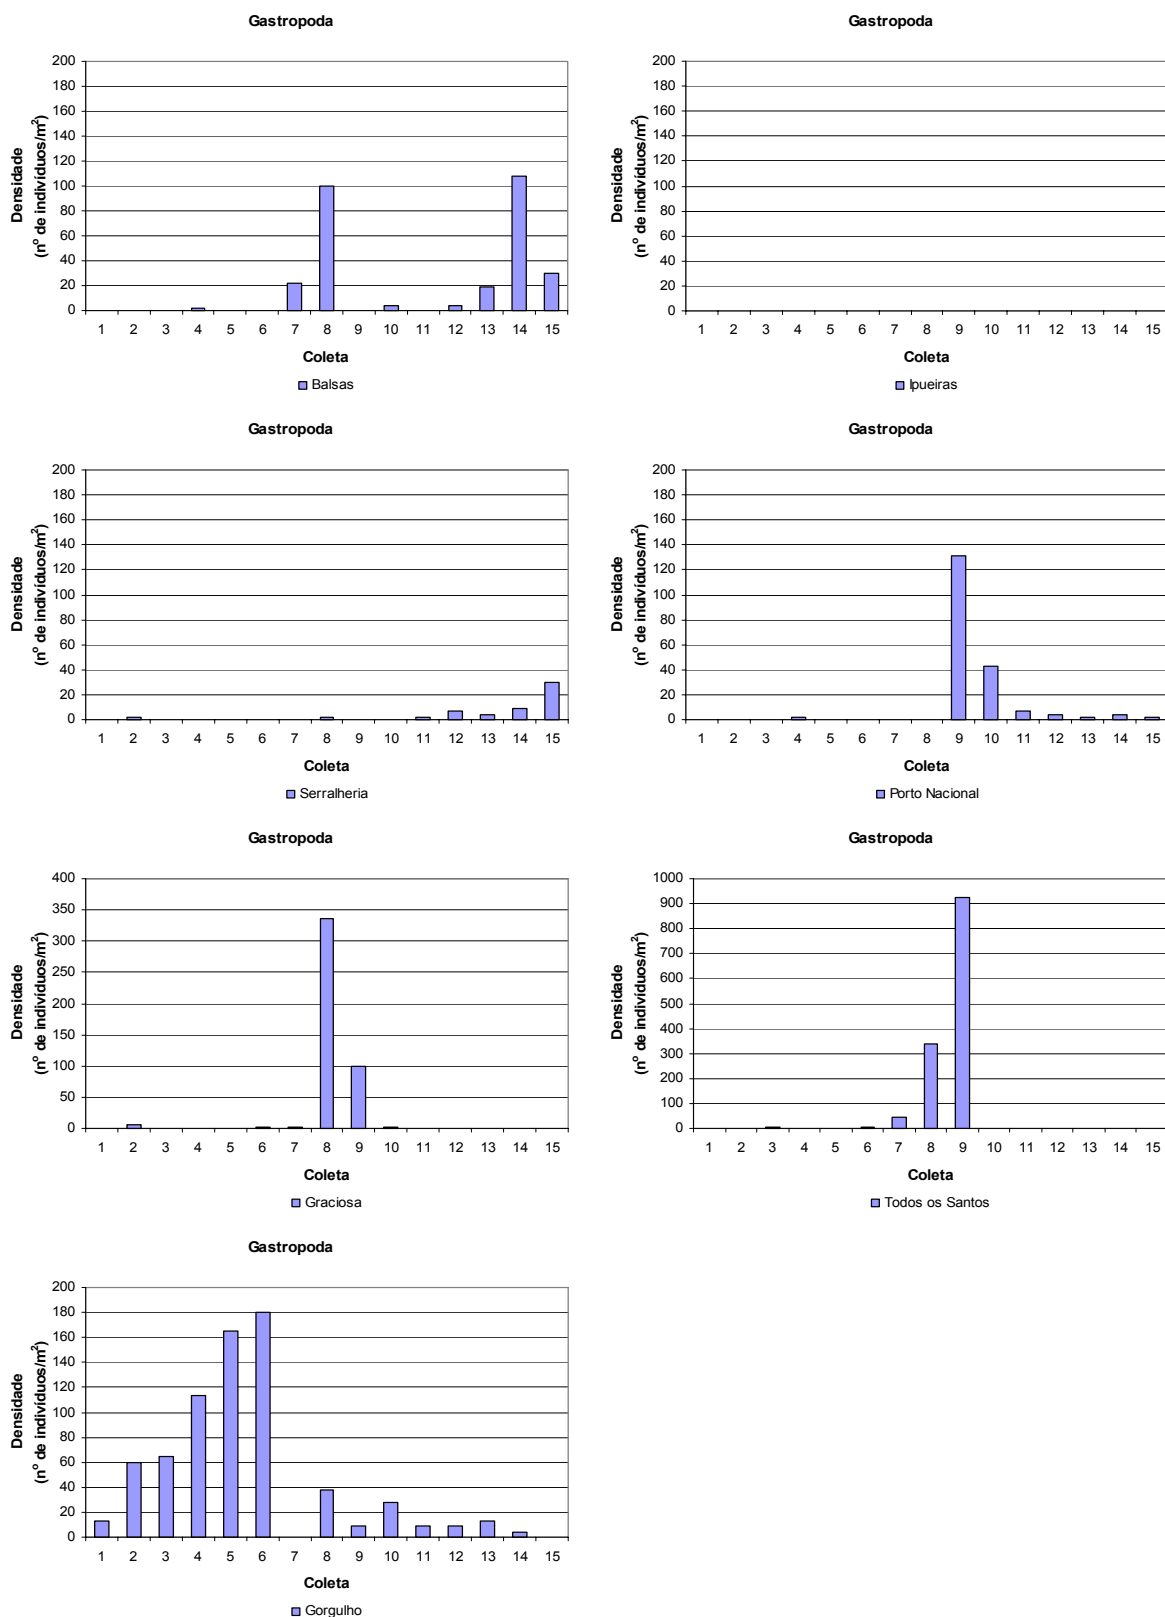 Gastropoda
Densidade
(nº de indivíduos/m²)
200
180
160
140
120
100
80
60
40
20
0
1 2 3 4 5 6 7 8 9 10 11 12 13 14 15
Coleta
Balsas
Gastropoda
Densidade
(nº de indivíduos/m²)
200
180
160
140
120
100
80
60
40
20
0
1 2 3 4 5 6 7 8 9 10 11 12 13 14 15
Coleta
Ipueiras
Gastropoda
Densidade
(nº de indivíduos/m²)
200
180
160
140
120
100
80
60
40
20
0
1 2 3 4 5 6 7 8 9 10 11 12 13 14 15
Coleta
Serralheria
Gastropoda
Densidade
(nº de indivíduos/m²)
200
180
160
140
120
100
80
60
40
20
0
1 2 3 4 5 6 7 8 9 10 11 12 13 14 15
Coleta
Porto Nacional
Gastropoda
Densidade
(nº de indivíduos/m²)
400
350
300
250
200
150
100
50
0
1 2 3 4 5 6 7 8 9 10 11 12 13 14 15
Coleta
Graciosa
Gastropoda
Densidade
(nº de indivíduos/m²)
1000
900
800
700
600
500
400
300
200
100
0
1 2 3 4 5 6 7 8 9 10 11 12 13 14 15
Coleta
Todos os Santos
Gastropoda
Densidade
(nº de indivíduos/m²)
200
180
160
140
120
100
80
60
40
20
0
1 2 3 4 5 6 7 8 9 10 11 12 13 14 15
Coleta
Gorgulho